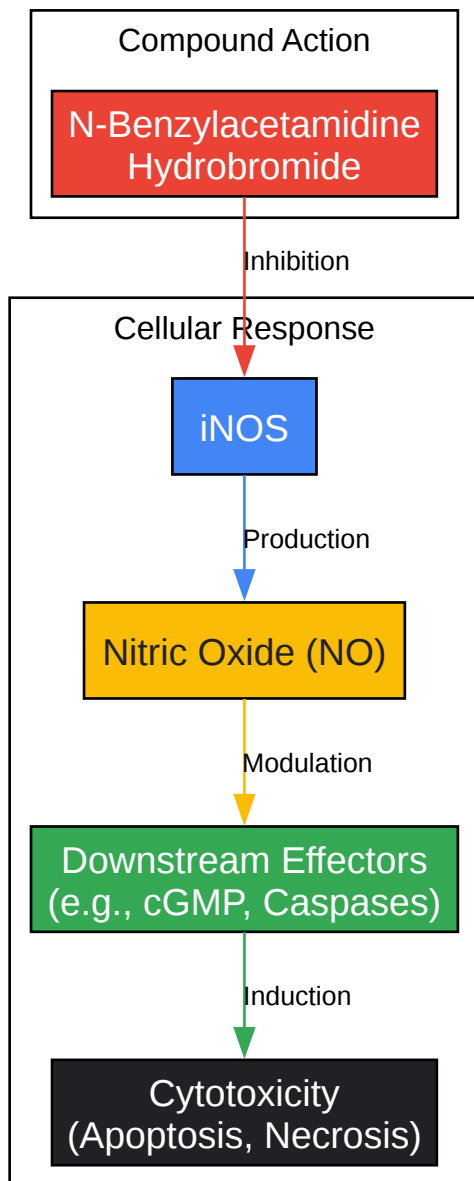 Compound Action
N-Benzylacetamidine
Hydrobromide
Inhibition
Cellular Response
iNOS
Production
Nitric Oxide (NO)
Modulation
Downstream Effectors
(e.g., cGMP, Caspases)
Induction
Cytotoxicity
(Apoptosis, Necrosis)